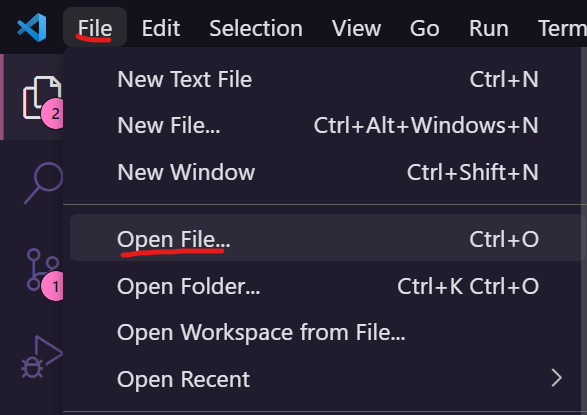 File Edit Selection View Go Run Term
New Text File Ctrl+N
New File... Ctrl+Alt+Windows+N
2
New Window Ctrl+Shift+N
Open File... Ctrl+O
Open Folder... Ctrl+K Ctrl+O
1
Open Workspace from File...
Open Recent